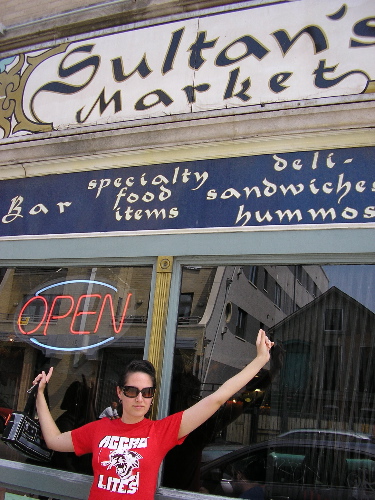 Sultan's
Market
Bar
specialty
food
items
deli-
sandwiches
hummos
OPEN
AGGRO
LITES